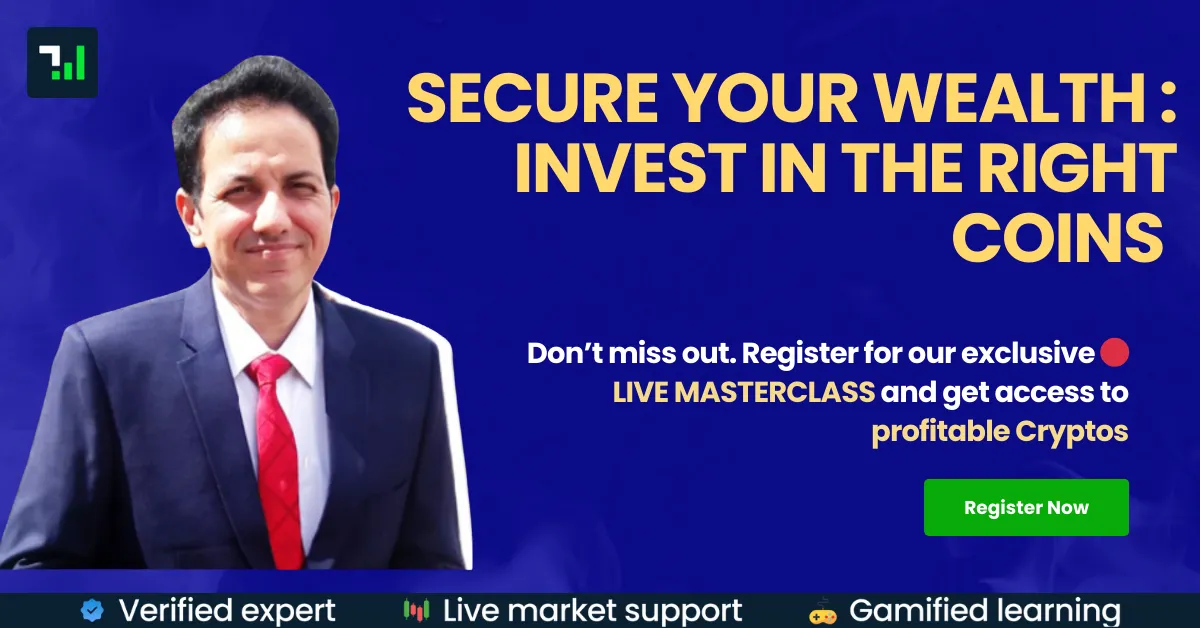 SECURE YOUR WEALTH :
INVEST IN THE RIGHT
COINS
Don’t miss out. Register for our exclusive 🔴
LIVE MASTERCLASS and get access to
profitable Cryptos
Register Now
Verified expert
Live market support
Gamified learning